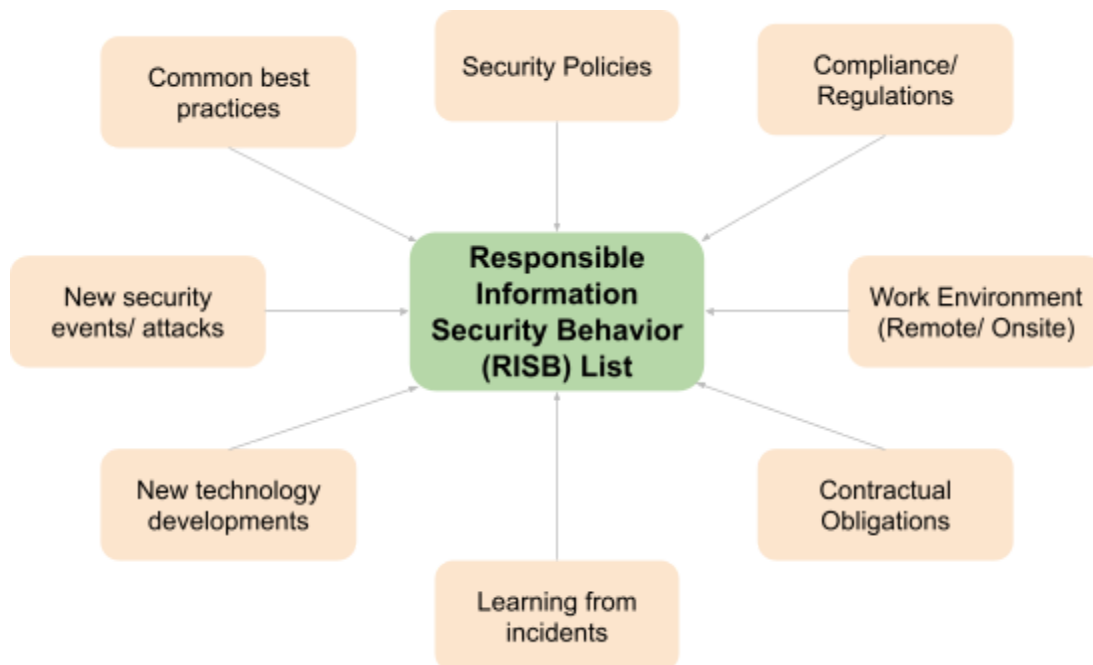 Common best
practices
Security Policies
Compliance/
Regulations
New security
events/ attacks
Responsible
Information
Security Behavior
(RISB) List
Work Environment
(Remote/ Onsite)
New technology
developments
Learning from
incidents
Contractual
Obligations